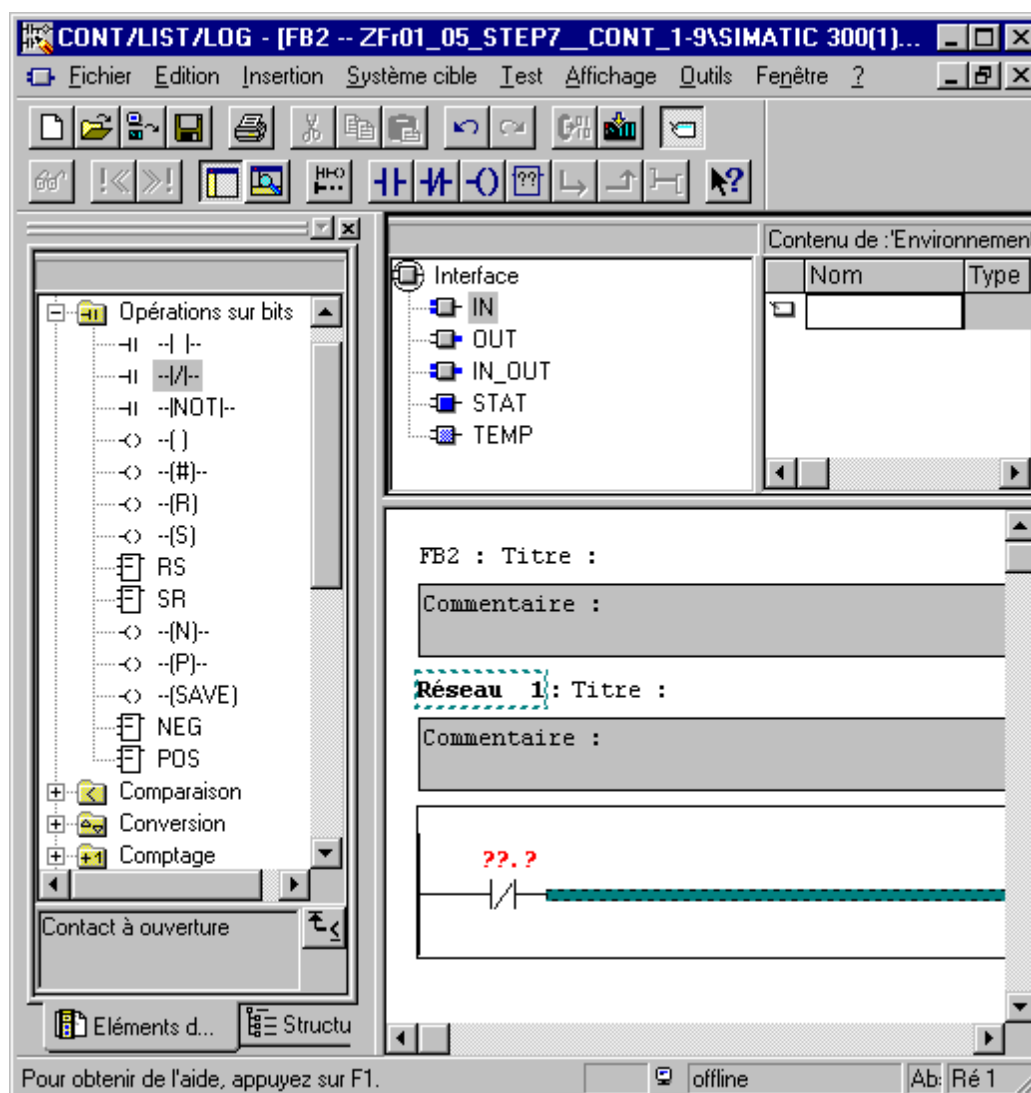 CONT/LIST/LOG - [FB2 -- ZFr01_05_STEP7__CONT_1-9\SIMATIC 300(1)...
Fichier Edition Insertion Système cible Test Affichage Outils Fenêtre ?
Contenu de :'Environnemen
Nom Type
Interface
IN
OUT
IN_OUT
STAT
TEMP
Opérations sur bits
--| |--
--|/|--
--|NOT|--
--( )
--(#)--
--(R)
--(S)
RS
SR
--(N)--
--(P)--
--(SAVE)
NEG
POS
Comparaison
Conversion
Comptage
Contact à ouverture
Eléments d... Structu
FB2 : Titre :
Commentaire :
Réseau 1: Titre :
Commentaire :
??.?
Pour obtenir de l'aide, appuyez sur F1. offline Ab: Ré 1